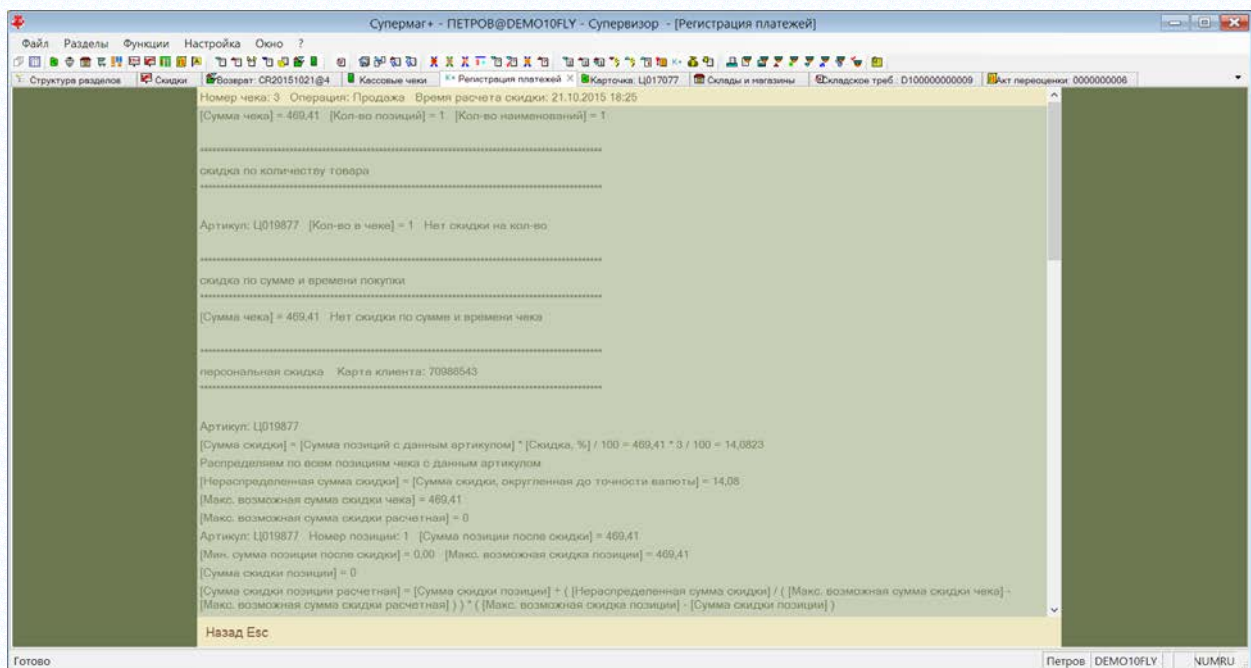 Супермаг+ - ПЕТРОВ@DEMO10FLY - Супервизор - [Регистрация платежей]
Файл Разделы Функции Настройка Окно ?
Структура разделов Скидки Возврат: CR20151021@4 Кассовые чеки Регистрация платежей Карточка: Ц017077 Склады и магазины Складское треб.: D100000000009 Акт переоценки: 0000000006
Номер чека: 3 Операция: Продажа Время расчета скидки: 21.10.2015 18:25
[Сумма чека] = 469,41 [Кол-во позиций] = 1 [Кол-во наименований] = 1
скидка по количеству товара
Артикул: Ц019877 [Кол-во в чеке] = 1 Нет скидки на кол-во
скидка по сумме и времени покупки
[Сумма чека] = 469,41 Нет скидки по сумме и времени чека
персональная скидка Карта клиента: 70986543
Артикул: Ц019877
[Сумма скидки] = [Сумма позиций с данным артикулом] * [Скидка, %] / 100 = 469,41 * 3 / 100 = 14,0823
Распределяем по всем позициям чека с данным артикулом
[Нераспределенная сумма скидки] = [Сумма скидки, округленная до точности валюты] = 14,08
[Макс. возможная сумма скидки чека] = 469,41
[Макс. возможная сумма скидки расчетная] = 0
Артикул: Ц019877 Номер позиции: 1 [Сумма позиции после скидки] = 469,41
[Мин. сумма позиции после скидки] = 0,00 [Макс. возможная скидка позиции] = 469,41
[Сумма скидки позиции] = 0
[Сумма скидки позиции расчетная] = [Сумма скидки позиции] + ( [Нераспределенная сумма скидки] / ( [Макс. возможная сумма скидки чека] -
[Макс. возможная сумма скидки расчетная] ) ) * ( [Макс. возможная скидка позиции] - [Сумма скидки позиции] )
Назад Esc
Готово Петров DEMO10FLY NUM RU